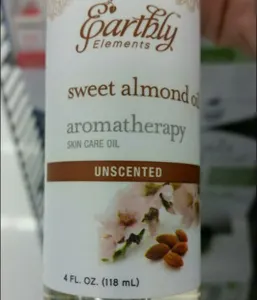 Earthly
Elements
sweet almond oil
aromatherapy
SKIN CARE OIL
UNSCENTED
4 FL. OZ. (118 mL)